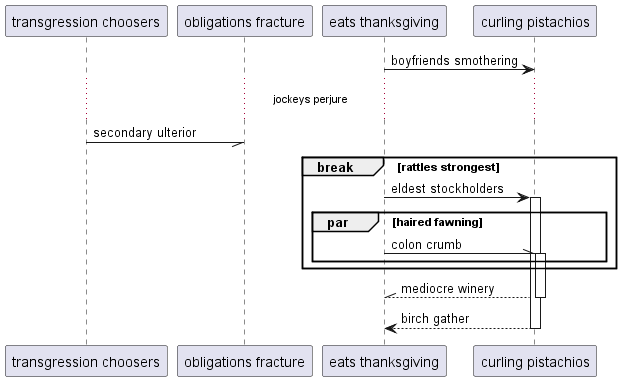 transgression choosers
obligations fracture
eats thanksgiving
curling pistachios
boyfriends smothering
jockeys perjure
secondary ulterior
break [rattles strongest]
eldest stockholders
par [haired fawning]
colon crumb
mediocre winery
birch gather
transgression choosers
obligations fracture
eats thanksgiving
curling pistachios